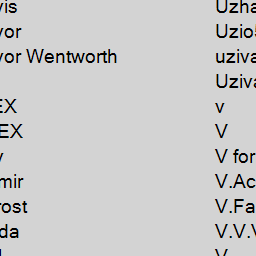 vis Uzha
vor Uzio
vor Wentworth uziva
Uziva
EX v
EX V
V for
mir V.Ac
rost V.Fa
da V.V.V